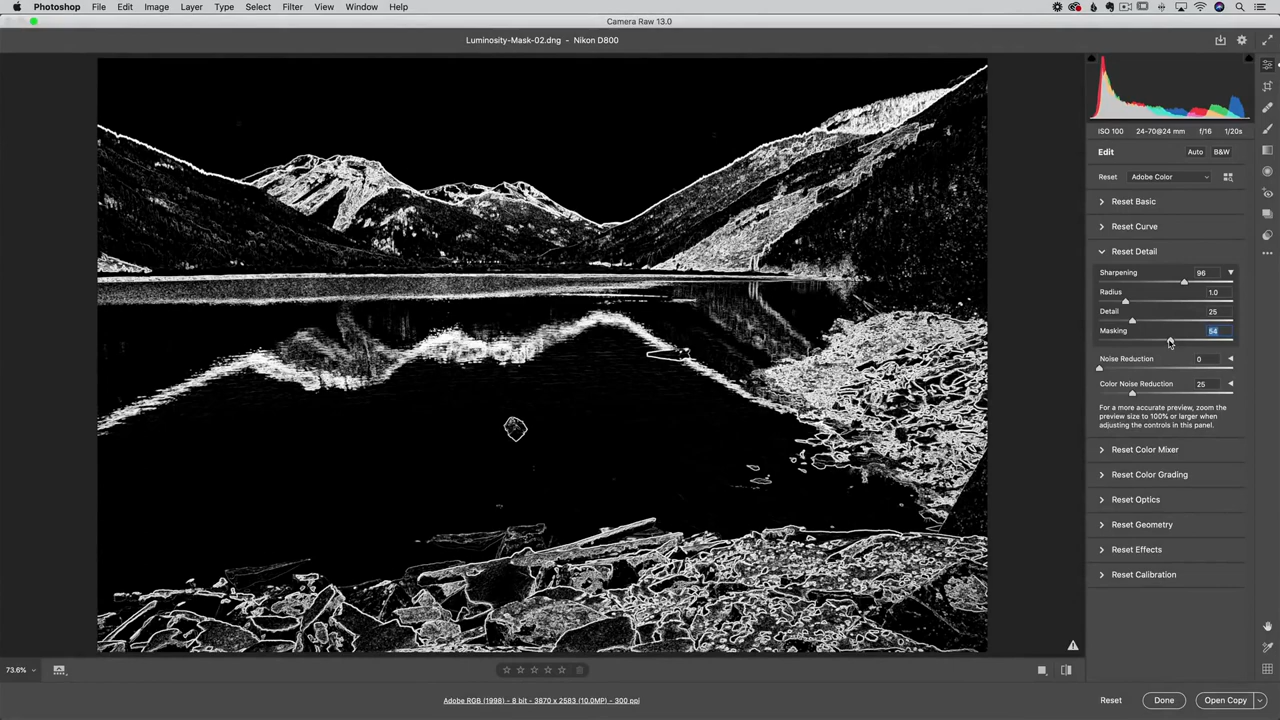 Photoshop File Edit Image Layer Type Select Filter View Window Help
Camera Raw 13.0
Luminosity-Mask-02.dng - Nikon D800
ISO 100 24-70@24 mm f/16 1/20s
Edit Auto B&W
Reset Adobe Color
Reset Basic
Reset Curve
Reset Detail
Sharpening 96
Radius 1.0
Detail 25
Masking 54
Noise Reduction 0
Color Noise Reduction 25
For a more accurate preview, zoom the
preview size to 100% or larger when
adjusting the controls in this panel.
Reset Color Mixer
Reset Color Grading
Reset Optics
Reset Geometry
Reset Effects
Reset Calibration
73.6%
Adobe RGB (1998) - 8 bit - 3870 x 2583 (10.0MP) - 300 ppi
Reset Done Open Copy